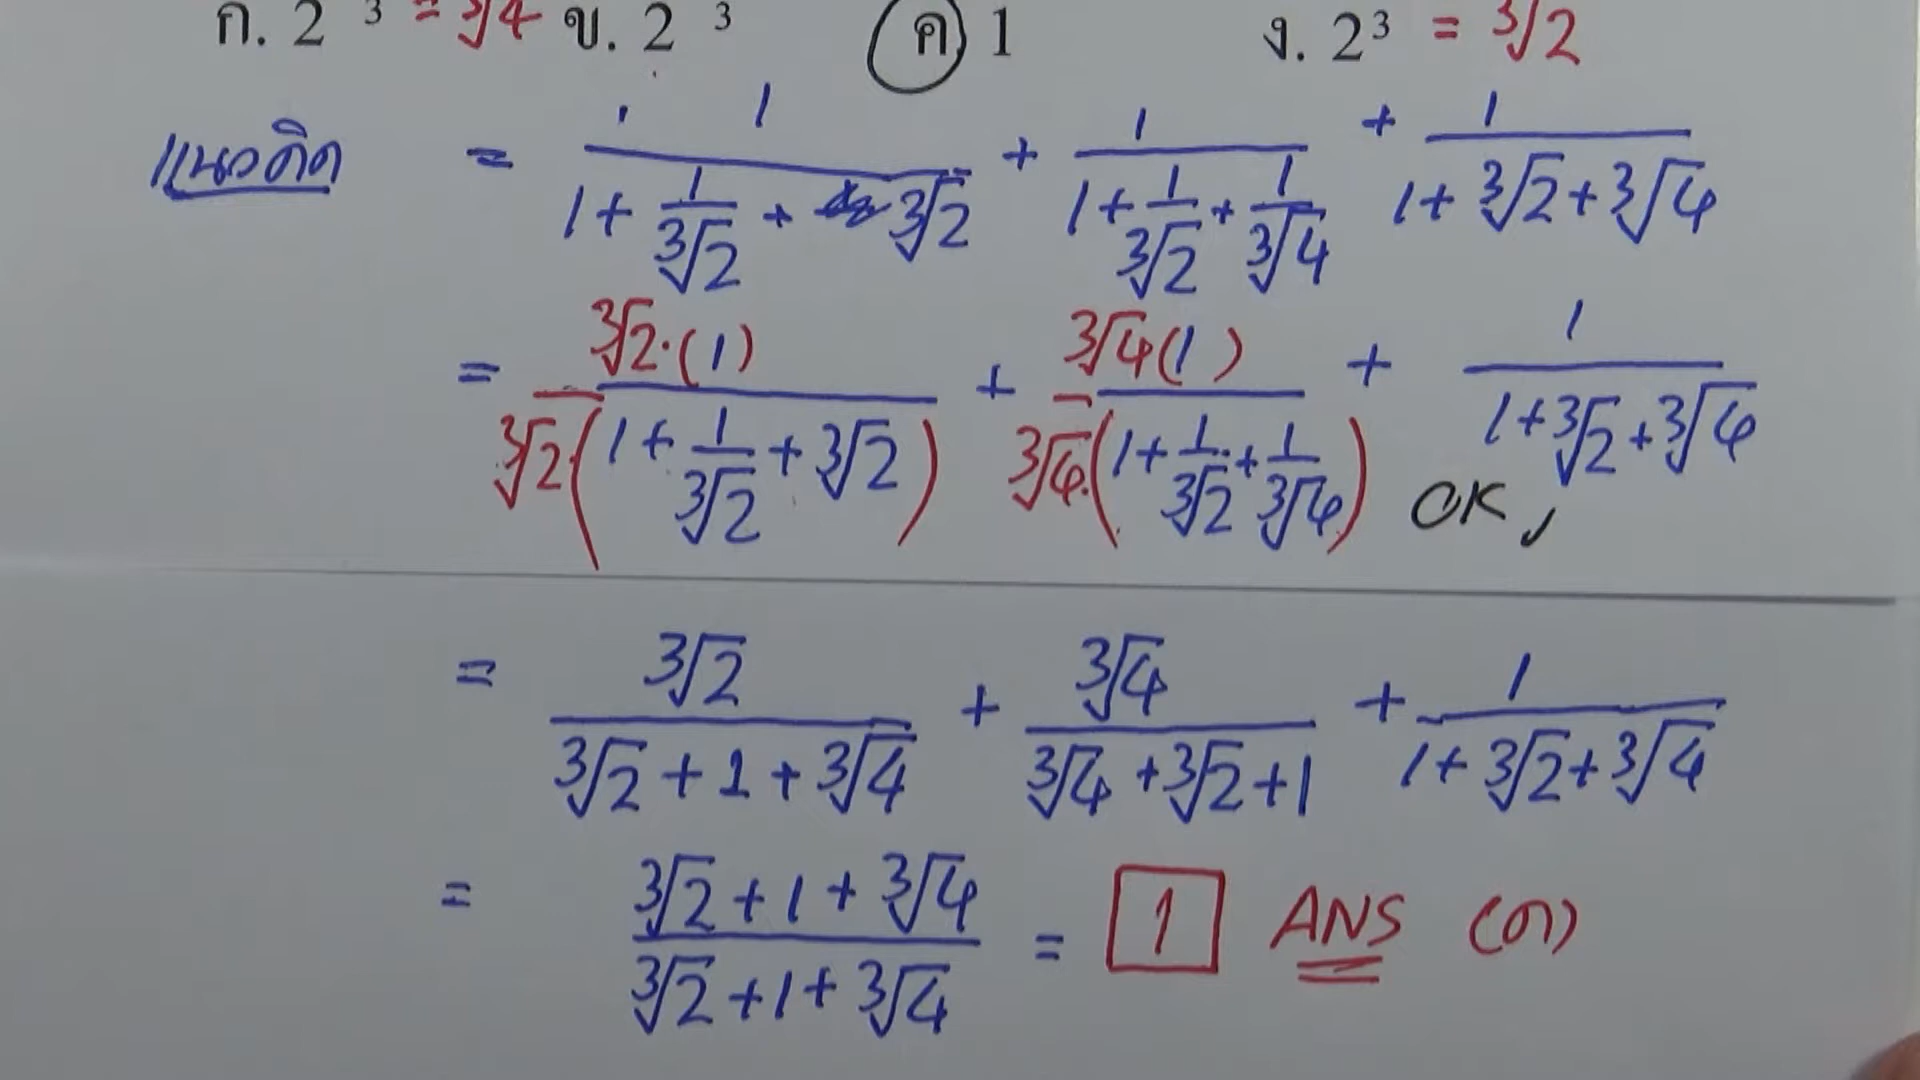 ก. 2 ³ = ∛4 ข. 2 ³ ค 1 ง. 2³ = ∛2
แนวคิด = 1/(1 + 1/∛2 + ∛2) + 1/(1 + 1/∛2 + 1/∛4) + 1/(1 + ∛2 + ∛4)
= ∛2·(1)/∛2·(1 + 1/∛2 + ∛2) + ∛4(1)/∛4·(1 + 1/∛2 + 1/∛4) + 1/(1 + ∛2 + ∛4)
OK,
= ∛2/(∛2 + 1 + ∛4) + ∛4/(∛4 + ∛2 + 1) + 1/(1 + ∛2 + ∛4)
= (∛2 + 1 + ∛4)/(∛2 + 1 + ∛4) = 1 ANS (ค)